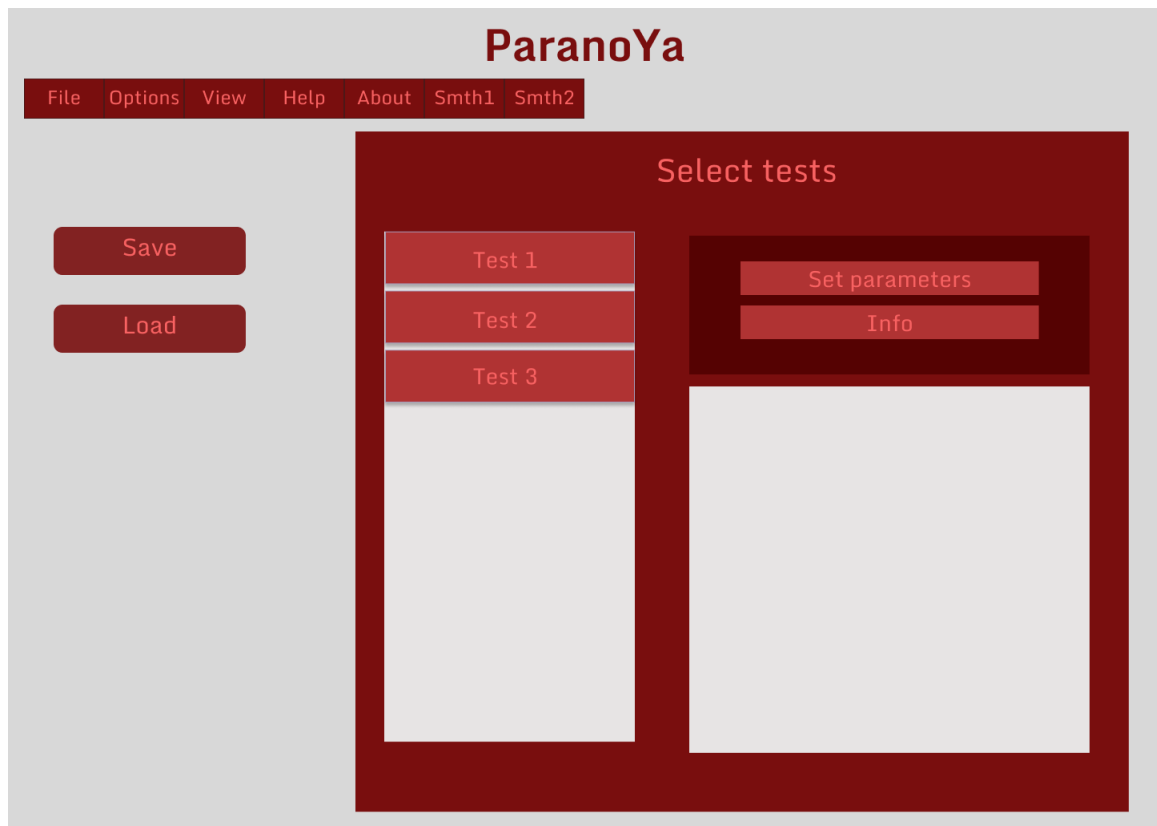 ParanoYa
File Options View Help About Smth1 Smth2
Select tests
Save
Load
Test 1
Test 2
Test 3
Set parameters
Info